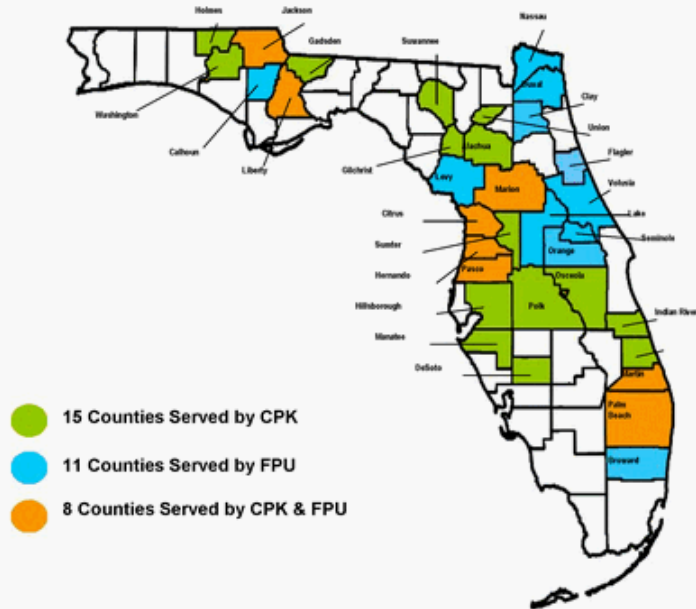 Nassau
Holmes
Jackson
Gadsden
Suwannee
Duval
Clay
Washington
Union
Calhoun
Alachua
Liberty
Gilchrist
Flagler
Levy
Marion
Volusia
Citrus
Lake
Sumter
Seminole
Orange
Hernando
Pasco
Osceola
Hillsborough
Polk
Indian River
Manatee
DeSoto
Martin
Palm
Beach
15 Counties Served by CPK
11 Counties Served by FPU
Broward
8 Counties Served by CPK & FPU